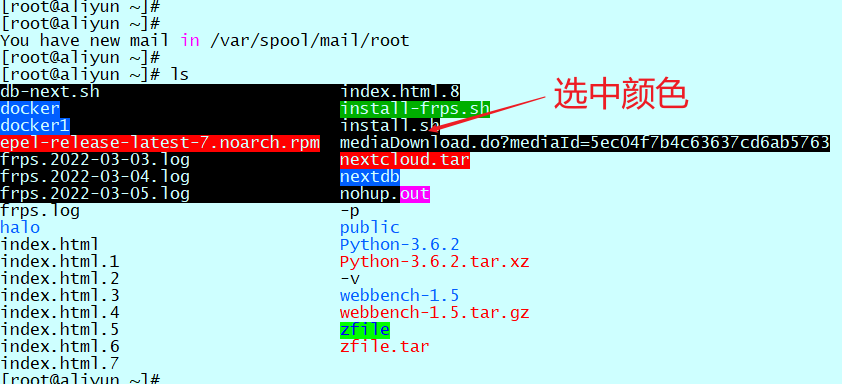 [root@aliyun ~]#
[root@aliyun ~]#
You have new mail in /var/spool/mail/root
[root@aliyun ~]#
[root@aliyun ~]# ls
db-next.sh index.html.8
docker install-frps.sh
docker1 install.sh
epel-release-latest-7.noarch.rpm mediaDownload.do?mediaId=5ec04f7b4c63637cd6ab5763
frps.2022-03-03.log nextcloud.tar
frps.2022-03-04.log nextdb
frps.2022-03-05.log nohup.out
frps.log -p
halo public
index.html Python-3.6.2
index.html.1 Python-3.6.2.tar.xz
index.html.2 -v
index.html.3 webbench-1.5
index.html.4 webbench-1.5.tar.gz
index.html.5 zfile
index.html.6 zfile.tar
index.html.7
[root@aliyun ~]#
选中颜色